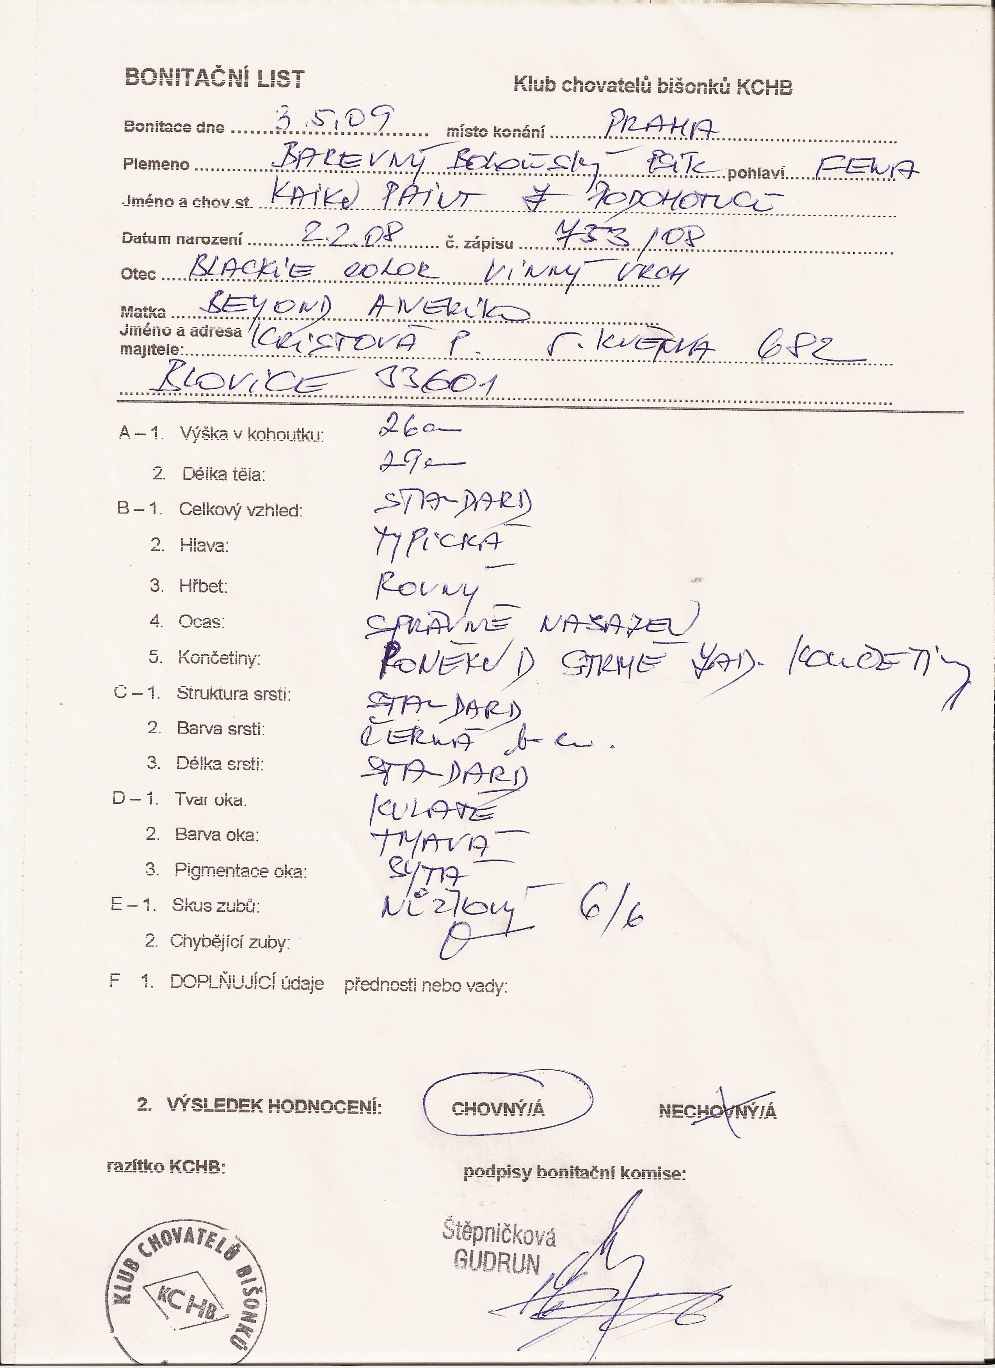 BONITAČNÍ LIST Klub chovatelů bišonků KCHB
Bonitace dne 3.5.09 místo konání PRAHA
Plemeno BAREVNÝ BOLOŇSKÝ PSÍK pohlaví FENA
Jméno a chov.st. KAIKU PAINT Z PODCHOTUCÍ
Datum narození 2.2.08 č. zápisu 753/08
Otec BLACKIE COLOR VINNÝ VRCH
Matka BEYOND AMERIKO
Jméno a adresa KRISTOVÁ P. 5. KVĚTNA 682
majitele:
BLOVICE 33601
A – 1. Výška v kohoutku: 26cm
2. Délka těla: 29cm
B – 1. Celkový vzhled: STANDARD
2. Hlava: TYPICKÁ
3. Hřbet: ROVNÝ
4. Ocas: SPRÁVNĚ NASAZEN
5. Končetiny: PONĚKUD STRMÉ ZAD. KONČETINY
C – 1. Struktura srsti: STANDARD
2. Barva srsti: ČERNÁ
3. Délka srsti: STANDARD
D – 1. Tvar oka. KULATÉ
2. Barva oka: TMAVÁ
3. Pigmentace oka: SYTÁ
E – 1. Skus zubů: NŮŽKOVÝ 6/6
2. Chybějící zuby: 0
F 1. DOPLŇUJÍCÍ údaje přednosti nebo vady:
2. VÝSLEDEK HODNOCENÍ: CHOVNÝ/Á NECHOVNÝ/Á
razítko KCHB: podpisy bonitační komise:
Štěpničková
GUDRUN
KLUB CHOVATELŮ BIŠONKŮ
KCHB